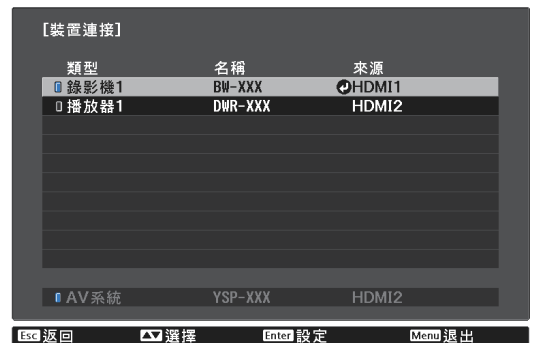 [裝置連接]
類型 名稱 來源
錄影機1 BW-XXX HDMI1
播放器1 DWR-XXX HDMI2
AV系統 YSP-XXX HDMI2
Esc 返回 選擇 Enter 設定 Menu 退出